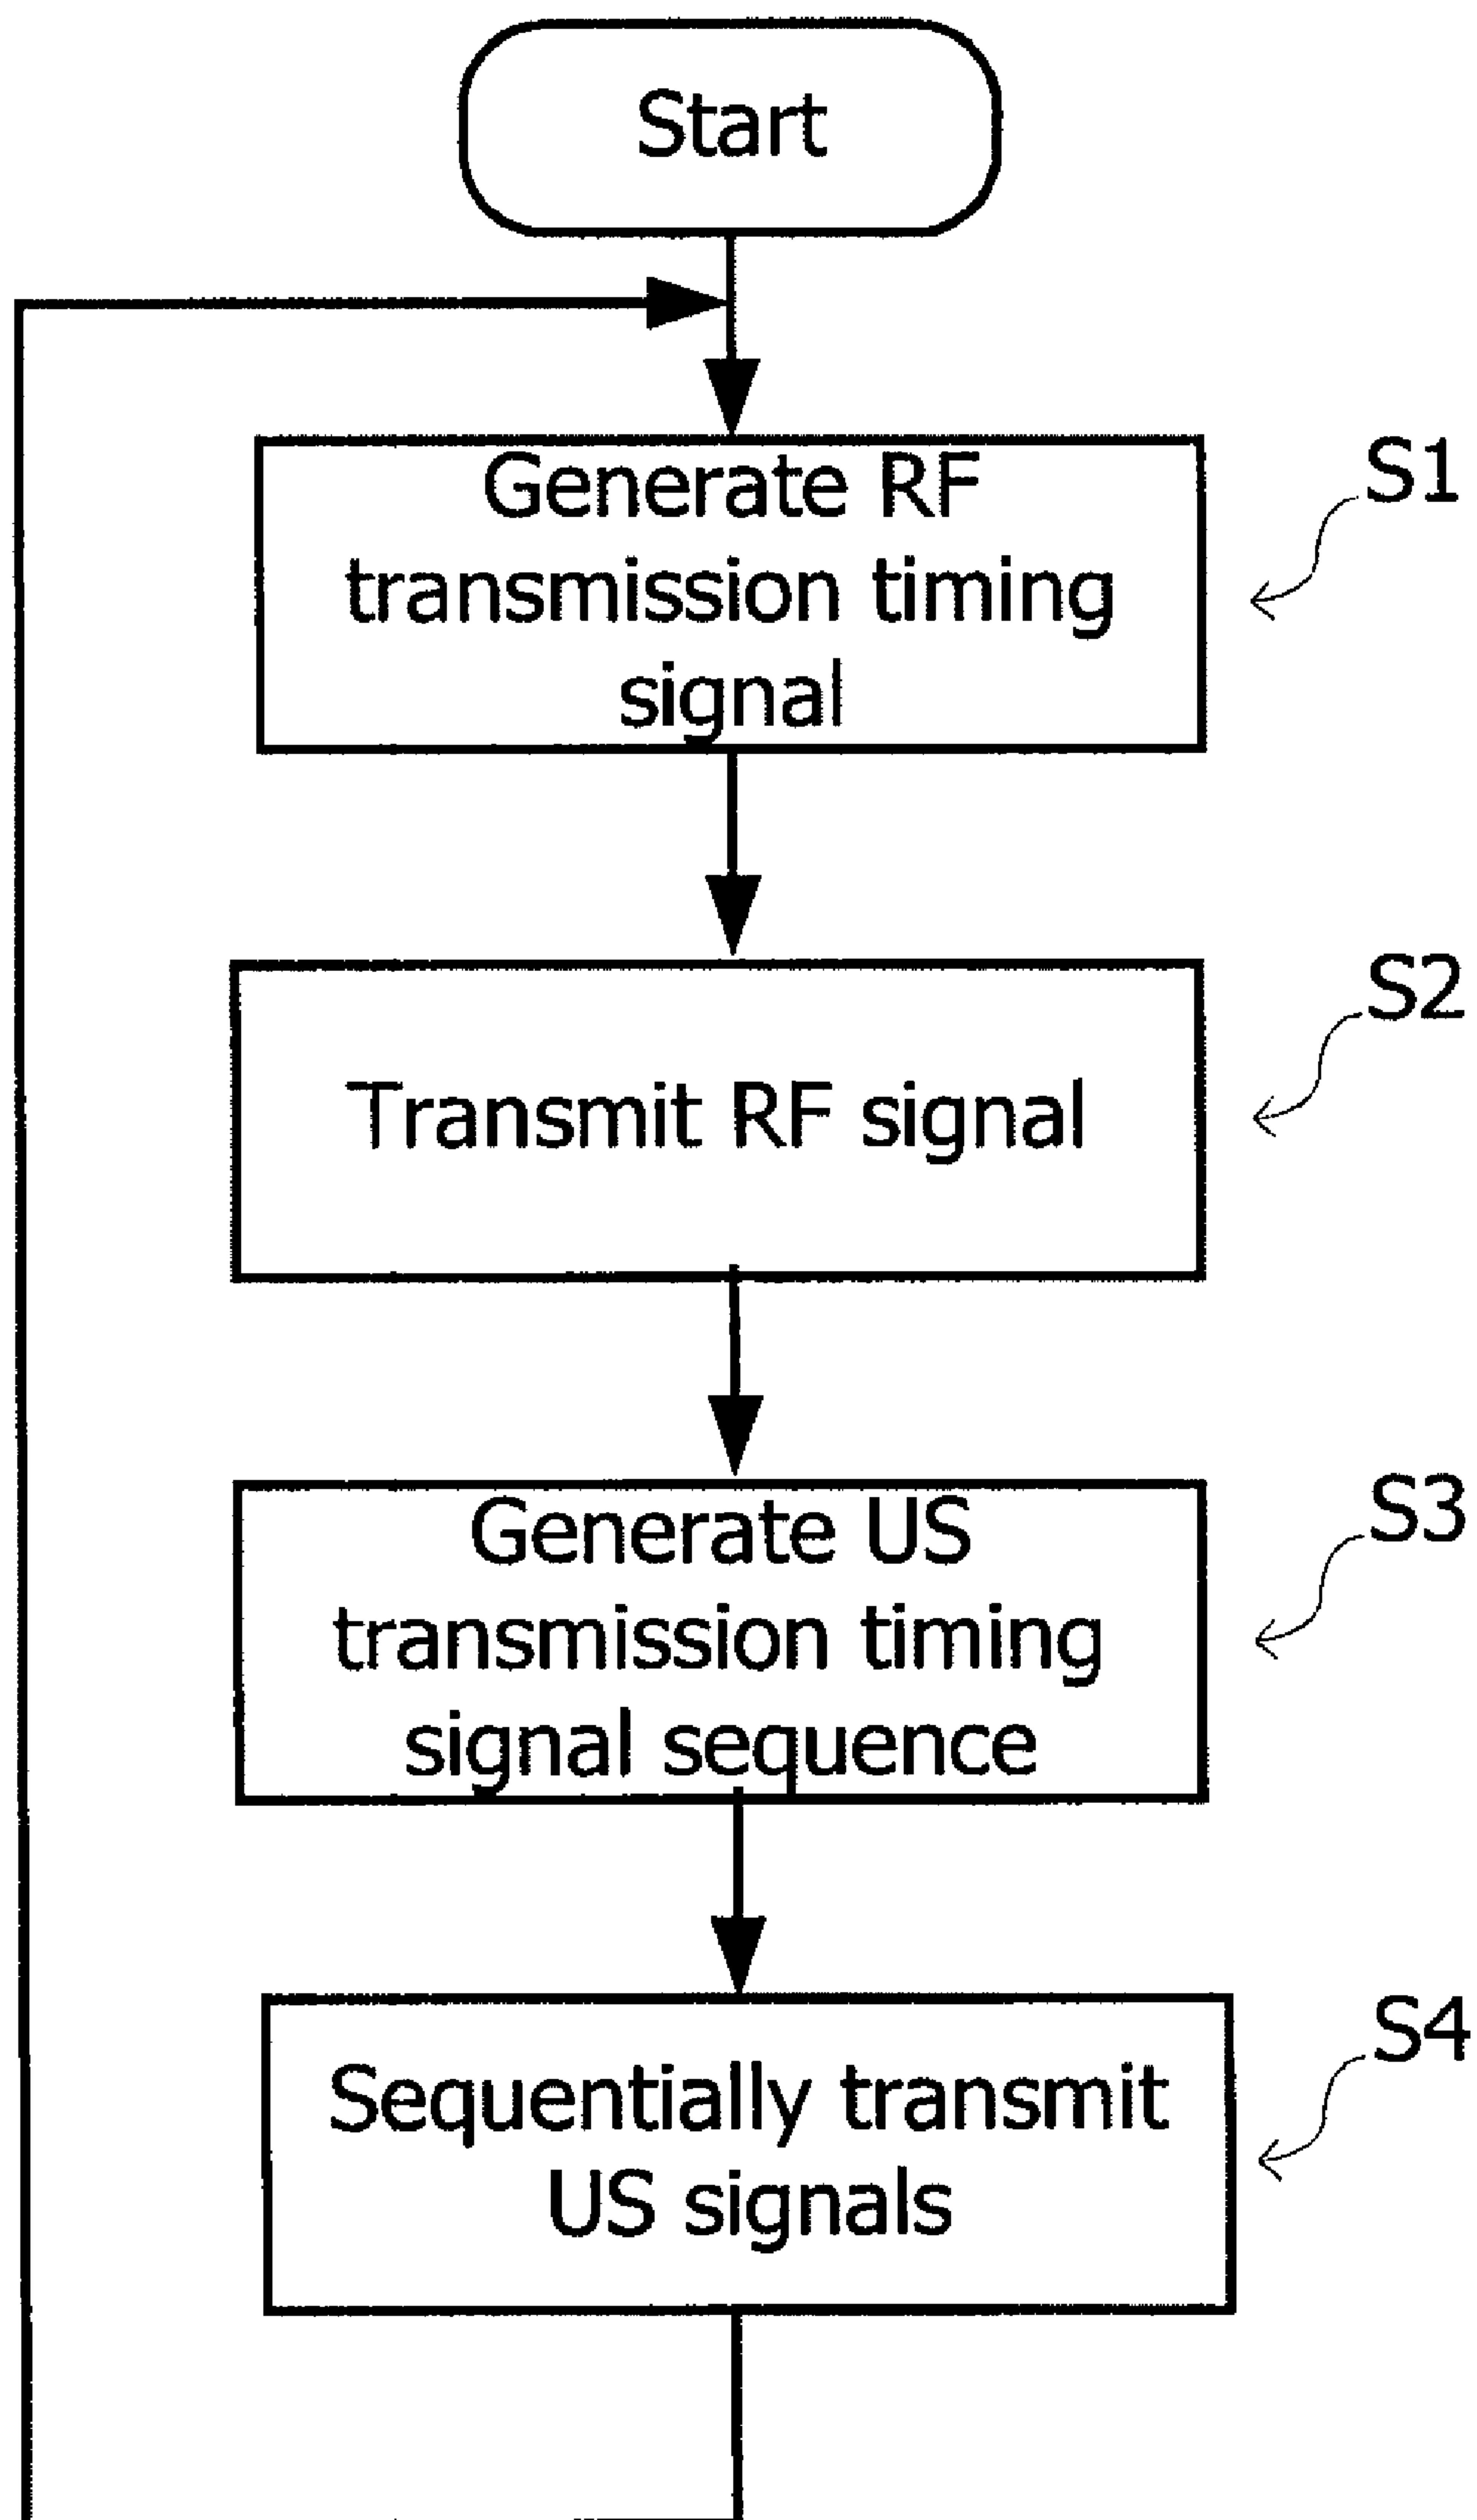 Start
Generate RF
transmission timing
signal
S1
Transmit RF signal
S2
Generate US
transmission timing
signal sequence
S3
Sequentially transmit
US signals
S4